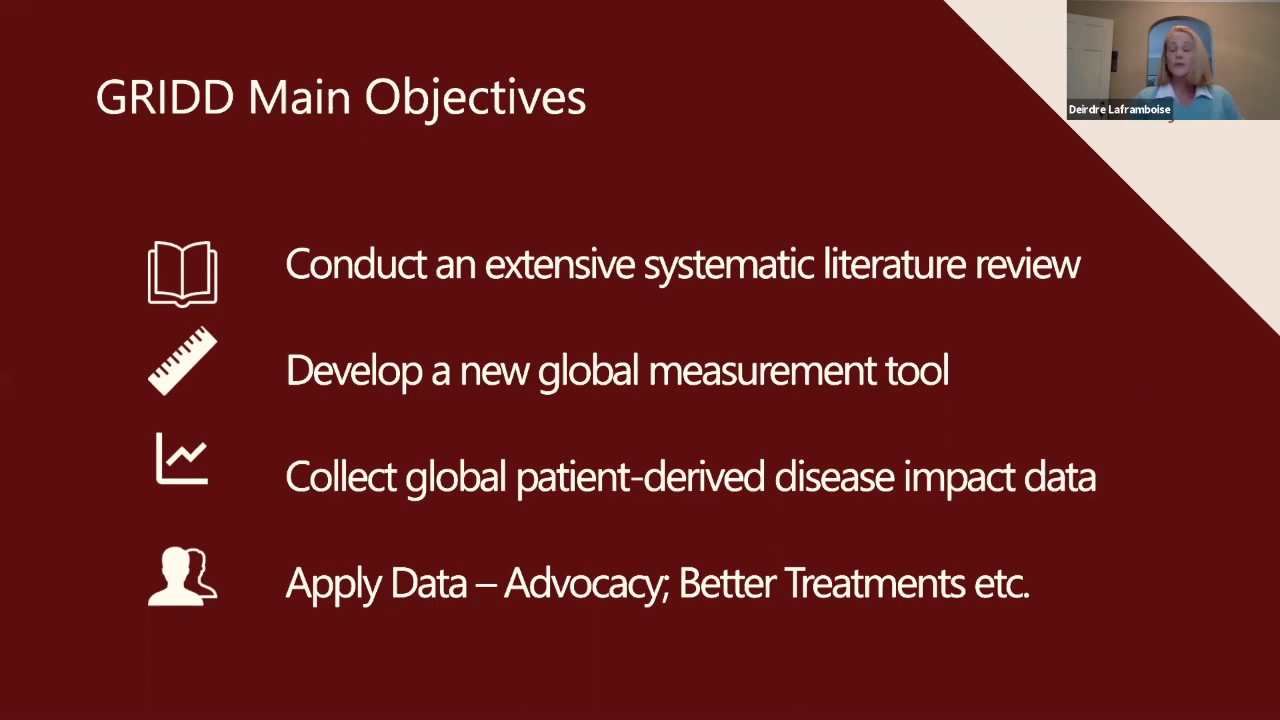 GRIDD Main Objectives
Deirdre Laframboise
Conduct an extensive systematic literature review
Develop a new global measurement tool
Collect global patient-derived disease impact data
Apply Data – Advocacy; Better Treatments etc.